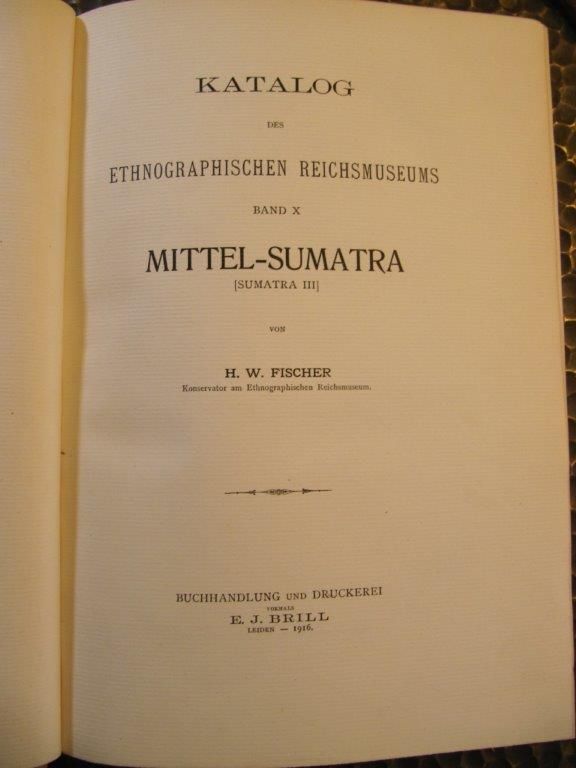 KATALOG
DES
ETHNOGRAPHISCHEN REICHSMUSEUMS
BAND X
MITTEL-SUMATRA
[SUMATRA III]
VON
H. W. FISCHER
Konservator am Ethnographischen Reichsmuseum.
BUCHHANDLUNG UND DRUCKEREI
VORMALS
E. J. BRILL
LEIDEN — 1916.